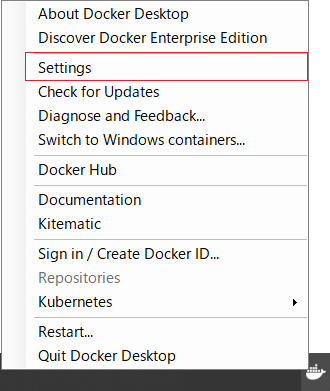 About Docker Desktop
Discover Docker Enterprise Edition
Settings
Check for Updates
Diagnose and Feedback...
Switch to Windows containers...
Docker Hub
Documentation
Kitematic
Sign in / Create Docker ID...
Repositories
Kubernetes
Restart...
Quit Docker Desktop